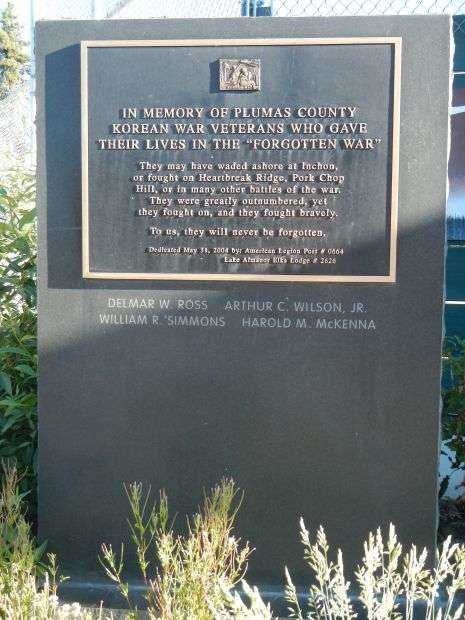 IN MEMORY OF PLUMAS COUNTY
KOREAN WAR VETERANS WHO GAVE
THEIR LIVES IN THE "FORGOTTEN WAR"
They may have waded ashore at Inchon,
or fought on Heartbreak Ridge, Pork Chop
Hill, or in many other battles of the war.
They were greatly outnumbered, yet
they fought on, and they fought bravely.
To us, they will never be forgotten.
Dedicated May 31, 2004 by: American Legion Post # 0664
Lake Almanor Elks Lodge # 2626
DELMAR W. ROSS ARTHUR C. WILSON, JR.
WILLIAM R. SIMMONS HAROLD M. McKENNA